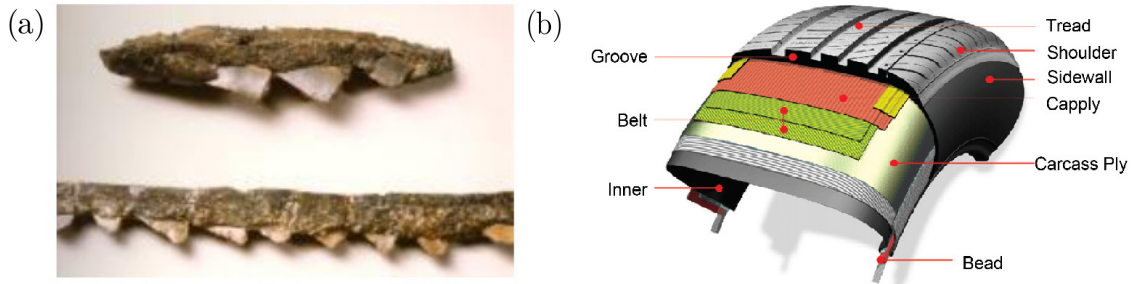 (a)
(b)
Tread
Shoulder
Groove
Sidewall
Capply
Belt
Carcass Ply
Inner
Bead